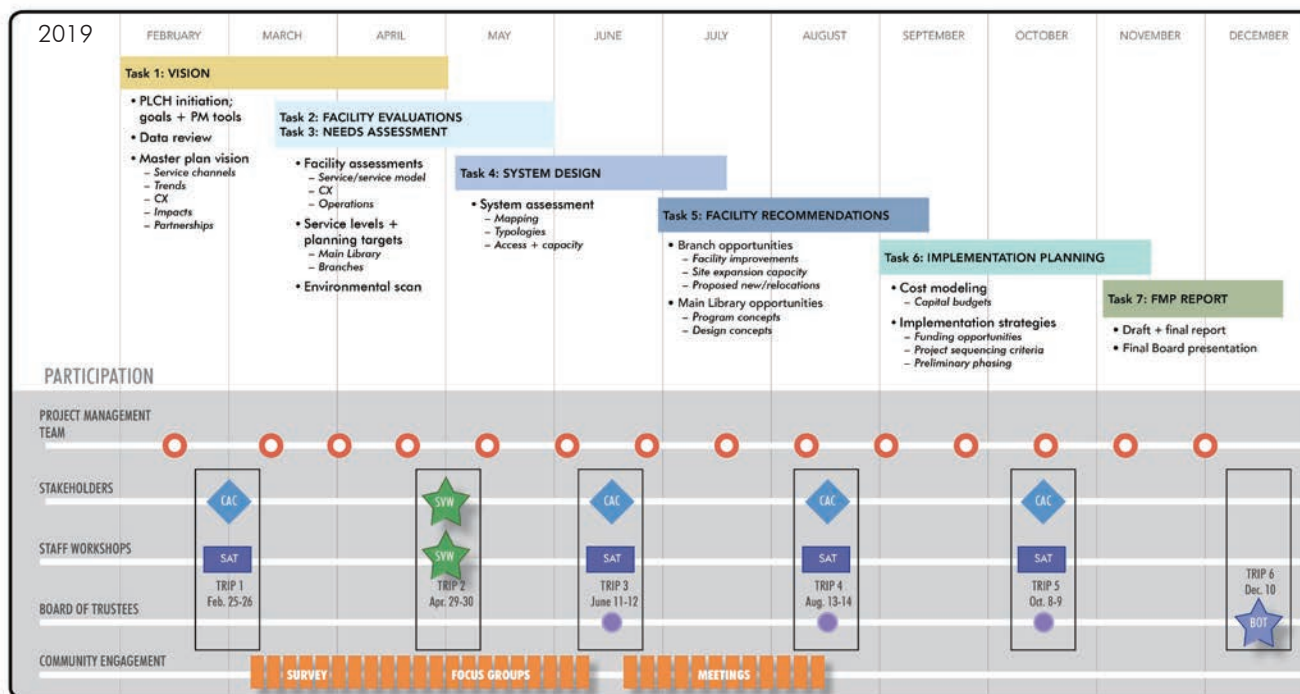 2019
FEBRUARY
MARCH
APRIL
MAY
JUNE
JULY
AUGUST
SEPTEMBER
OCTOBER
NOVEMBER
DECEMBER
Task 1: VISION
• PLCH initiation;
goals + PM tools
• Data review
• Master plan vision
– Service channels
– Trends
– CX
– Impacts
– Partnerships
Task 2: FACILITY EVALUATIONS
Task 3: NEEDS ASSESSMENT
• Facility assessments
– Service/service model
– CX
– Operations
• Service levels +
planning targets
– Main Library
– Branches
• Environmental scan
Task 4: SYSTEM DESIGN
• System assessment
– Mapping
– Typologies
– Access + capacity
Task 5: FACILITY RECOMMENDATIONS
• Branch opportunities
– Facility improvements
– Site expansion capacity
– Proposed new/relocations
• Main Library opportunities
– Program concepts
– Design concepts
Task 6: IMPLEMENTATION PLANNING
• Cost modeling
– Capital budgets
• Implementation strategies
– Funding opportunities
– Project sequencing criteria
– Preliminary phasing
Task 7: FMP REPORT
• Draft + final report
• Final Board presentation
PARTICIPATION
PROJECT MANAGEMENT
TEAM
STAKEHOLDERS
CAC
SVW
CAC
CAC
CAC
STAFF WORKSHOPS
SAT
SVW
SAT
SAT
SAT
TRIP 1
Feb. 25-26
TRIP 2
Apr. 29-30
TRIP 3
June 11-12
TRIP 4
Aug. 13-14
TRIP 5
Oct. 8-9
TRIP 6
Dec. 10
BOARD OF TRUSTEES
BOT
COMMUNITY ENGAGEMENT
SURVEY
FOCUS GROUPS
MEETINGS